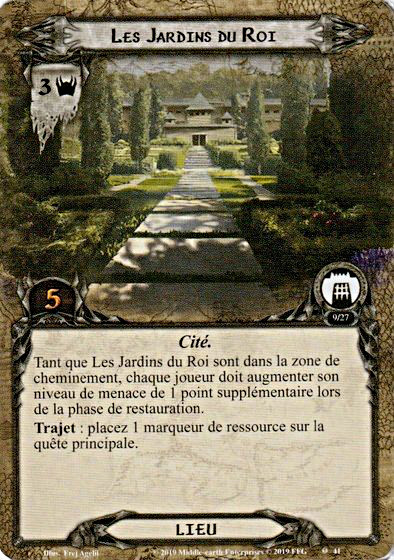 Les Jardins du Roi
3
5
9/27
Cité.
Tant que Les Jardins du Roi sont dans la zone de
cheminement, chaque joueur doit augmenter son
niveau de menace de 1 point supplémentaire lors
de la phase de restauration.
Trajet : placez 1 marqueur de ressource sur la
quête principale.
LIEU
Illus. Frej Agelii
© 2019 Middle-earth Enterprises © 2019 FFG
41